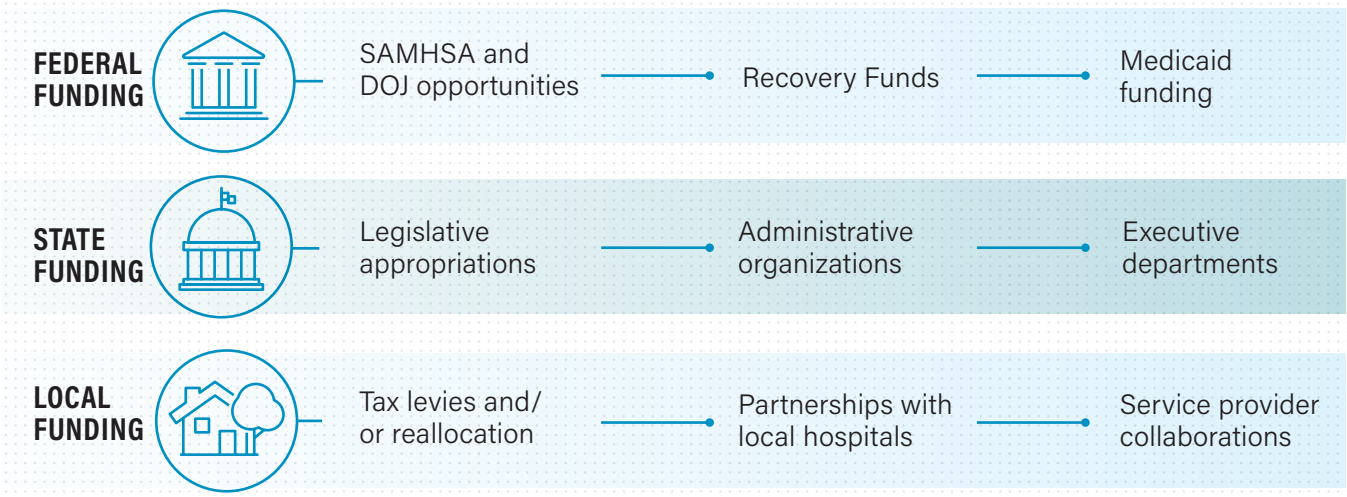 FEDERAL
FUNDING
SAMHSA and
DOJ opportunities
Recovery Funds
Medicaid
funding
STATE
FUNDING
Legislative
appropriations
Administrative
organizations
Executive
departments
LOCAL
FUNDING
Tax levies and/
or reallocation
Partnerships with
local hospitals
Service provider
collaborations